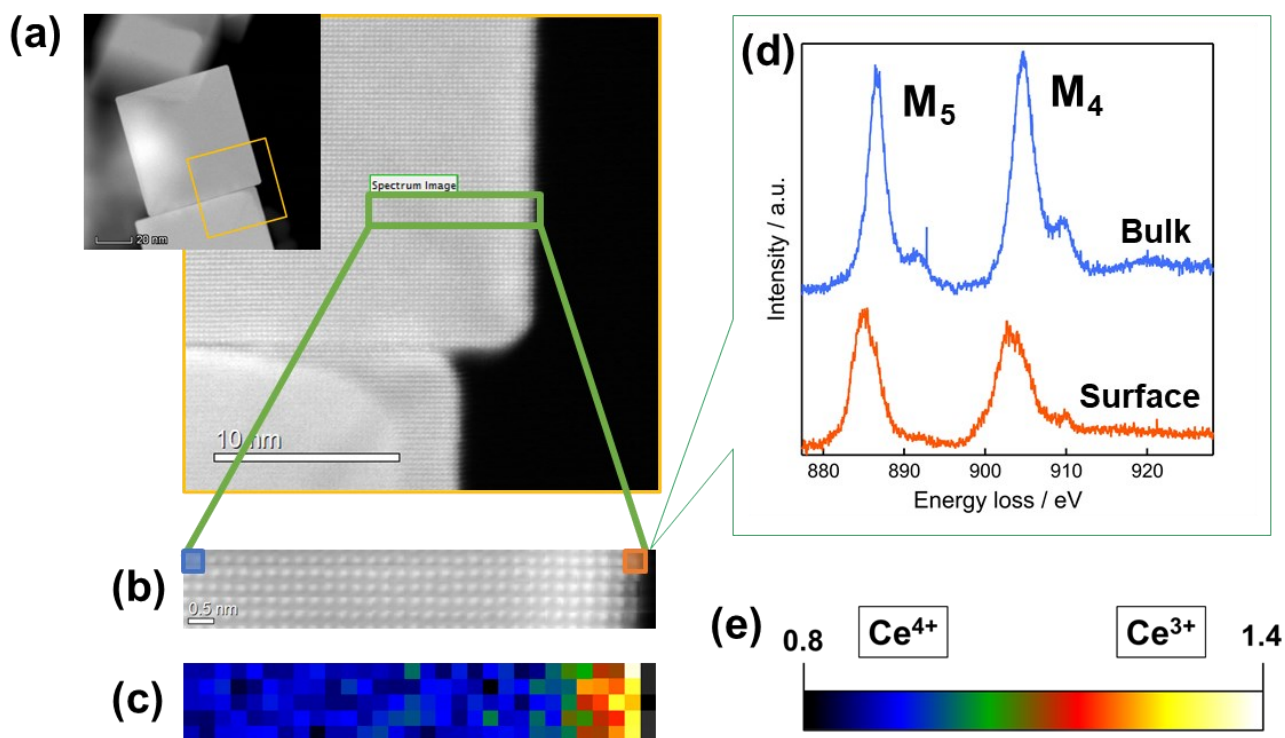 (a)
20 nm
Spectrum Image
10 nm
(b)
0.5 nm
(c)
(d)
M5
M4
Bulk
Surface
Intensity / a.u.
880 890 900 910 920
Energy loss / eV
(e)
0.8
Ce4+
Ce3+
1.4